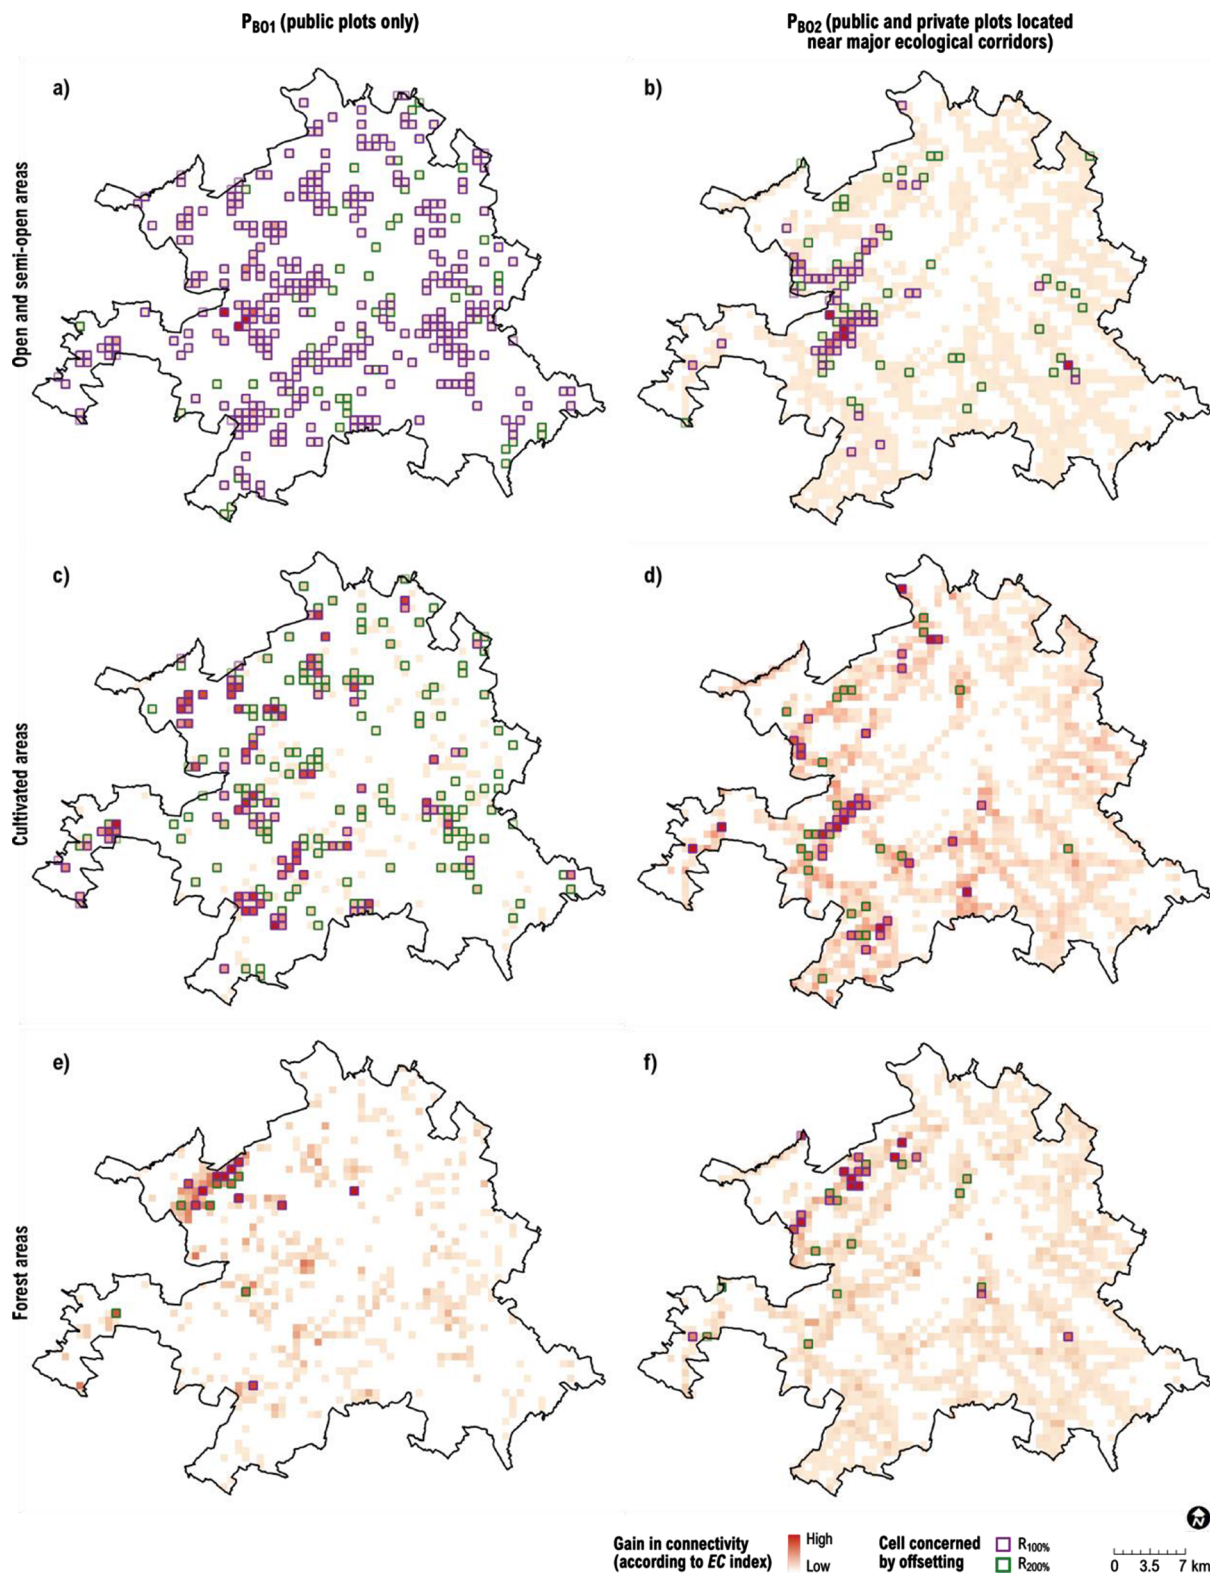 P_BO1 (public plots only)
P_BO2 (public and private plots located
near major ecological corridors)
Open and semi-open areas
a)
b)
Cultivated areas
c)
d)
Forest areas
e)
f)
N
Gain in connectivity
(according to EC index)
High
Low
Cell concerned
by offsetting
R100%
R200%
0 3.5 7 km